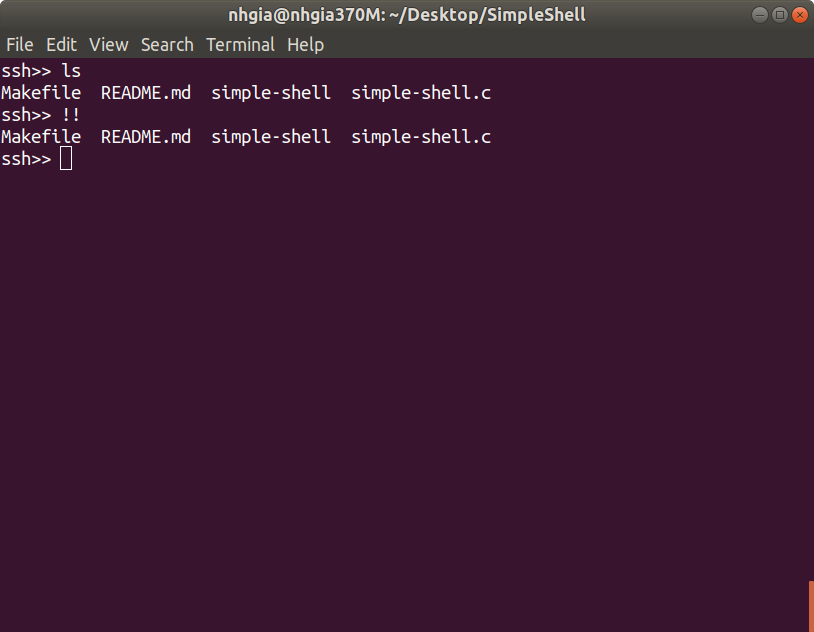 nhgia@nhgia370M: ~/Desktop/SimpleShell
File Edit View Search Terminal Help
ssh>> ls
Makefile  README.md  simple-shell  simple-shell.c
ssh>> !!
Makefile  README.md  simple-shell  simple-shell.c
ssh>>